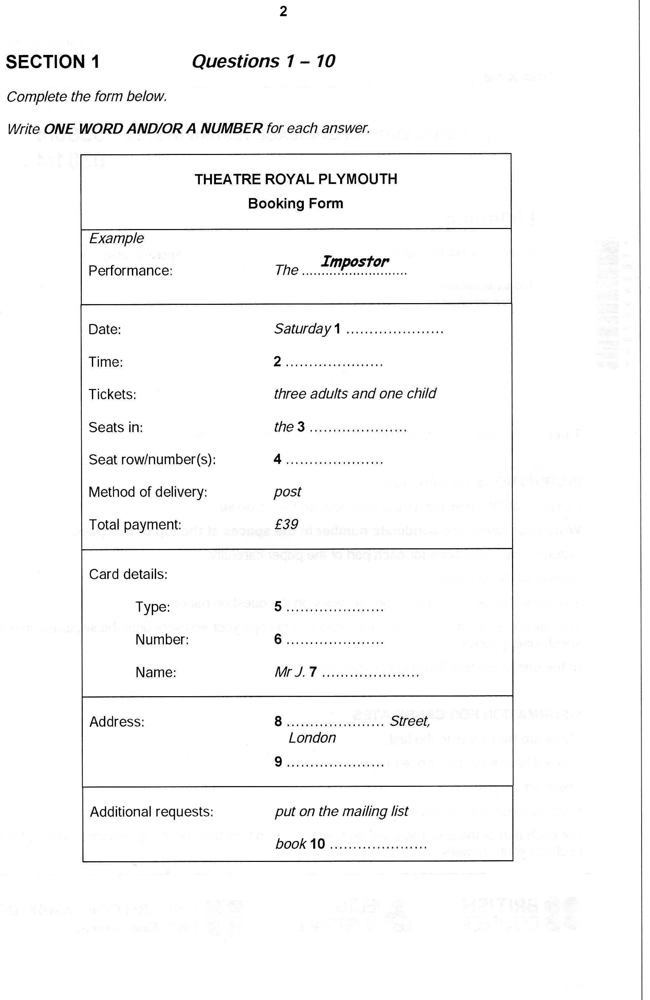 2
SECTION 1 Questions 1 – 10
Complete the form below.
Write ONE WORD AND/OR A NUMBER for each answer.
THEATRE ROYAL PLYMOUTH
Booking Form
Example
Performance: The ........Impostor........
Date: Saturday 1 ........................
Time: 2 ........................
Tickets: three adults and one child
Seats in: the 3 ........................
Seat row/number(s): 4 ........................
Method of delivery: post
Total payment: £39
Card details:
Type: 5 ........................
Number: 6 ........................
Name: Mr J. 7 ........................
Address: 8 ........................ Street,
London
9 ........................
Additional requests: put on the mailing list
book 10 ........................